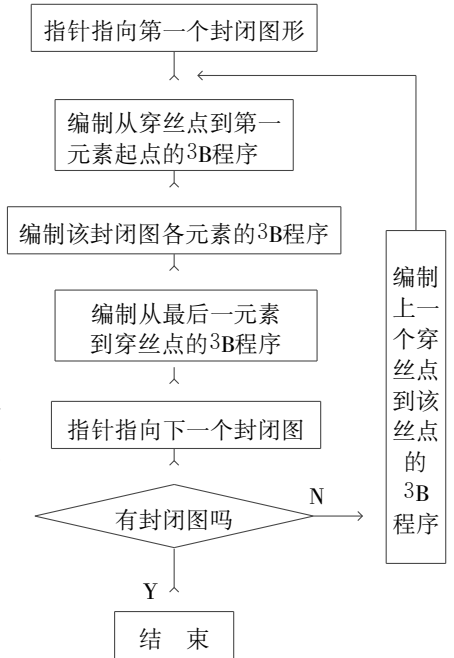 指针指向第一个封闭图形
编制从穿丝点到第一
元素起点的3B程序
编制该封闭图各元素的3B程序
编制从最后一元素
到穿丝点的3B程序
指针指向下一个封闭图
有封闭图吗
N
Y
结 束
编制
上一
个穿
丝点
到该
丝点
的
3B
程序